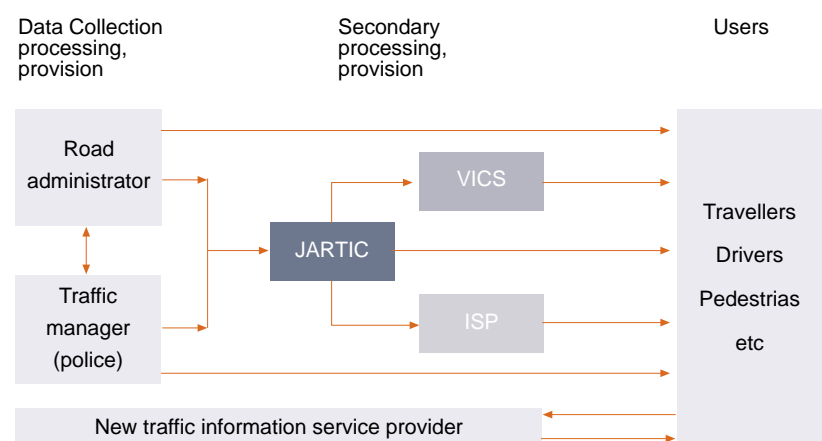 Data Collection
processing,
provision
Secondary
processing,
provision
Users
Road
administrator
VICS
JARTIC
Traffic
manager
(police)
ISP
Travellers
Drivers
Pedestrias
etc
New traffic information service provider